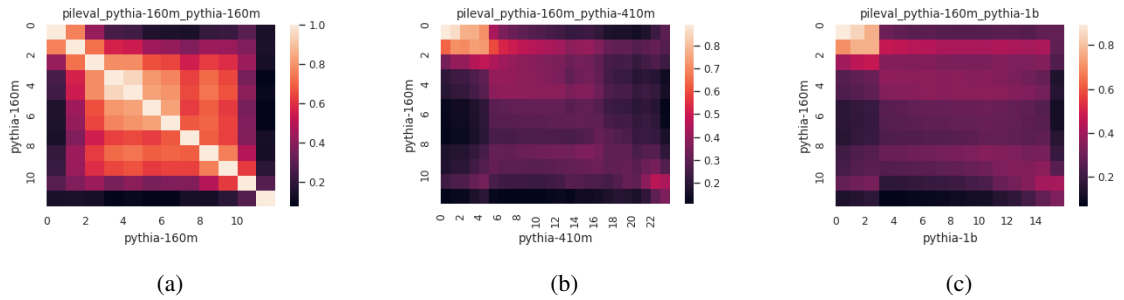 pileval_pythia-160m_pythia-160m
0
2
4
6
8
10
pythia-160m
0 2 4 6 8 10
pythia-160m
1.0
0.8
0.6
0.4
0.2
(a)
pileval_pythia-160m_pythia-410m
0
2
4
6
8
10
pythia-160m
0 2 4 6 8 10 12 14 16 18 20 22
pythia-410m
0.8
0.7
0.6
0.5
0.4
0.3
0.2
(b)
pileval_pythia-160m_pythia-1b
0
2
4
6
8
10
pythia-160m
0 2 4 6 8 10 12 14
pythia-1b
0.8
0.6
0.4
0.2
(c)